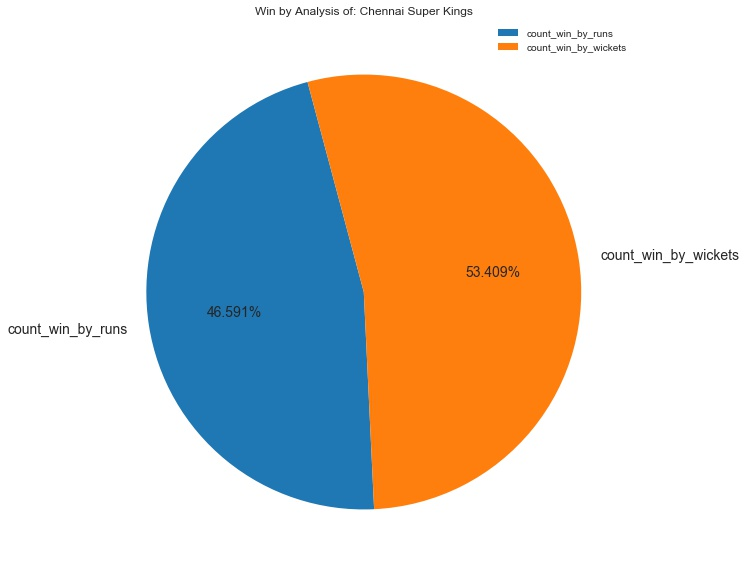 Win by Analysis of: Chennai Super Kings
count_win_by_runs
count_win_by_wickets
count_win_by_wickets
53.409%
46.591%
count_win_by_runs